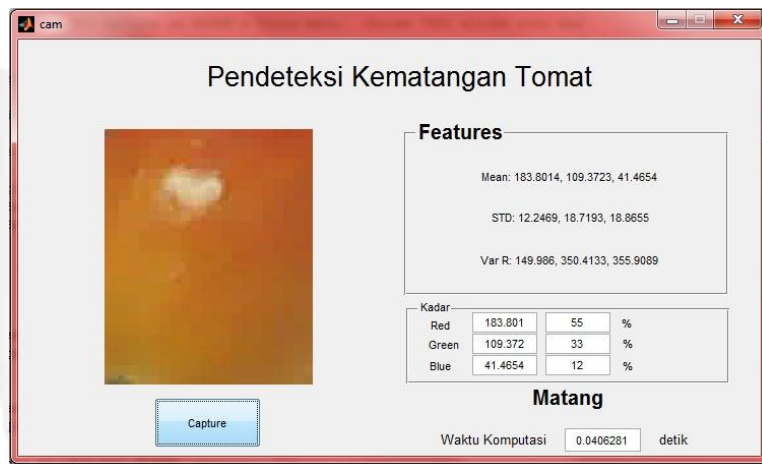 cam
Pendeteksi Kematangan Tomat
Features
Mean: 183.8014, 109.3723, 41.4654
STD: 12.2469, 18.7193, 18.8655
Var R: 149.986, 350.4133, 355.9089
Kadar
Red 183.801 55 %
Green 109.372 33 %
Blue 41.4654 12 %
Matang
Capture
Waktu Komputasi 0.0406281 detik